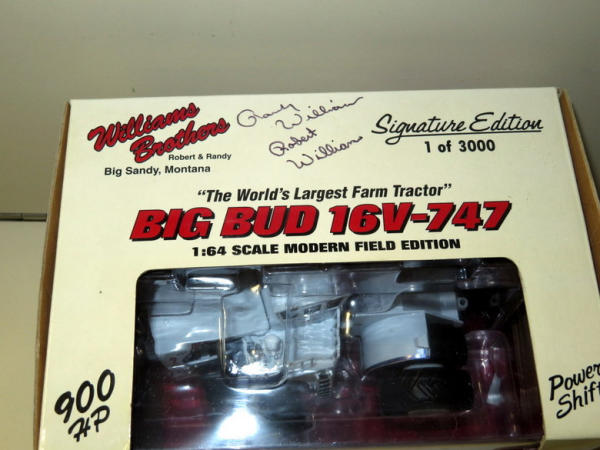 Williams
Brothers
Robert & Randy
Big Sandy, Montana
Randy
Williams
Robert
Williams
Signature Edition
1 of 3000
"The World's Largest Farm Tractor"
BIG BUD 16V-747
1:64 SCALE MODERN FIELD EDITION
900
HP
Power
Shift